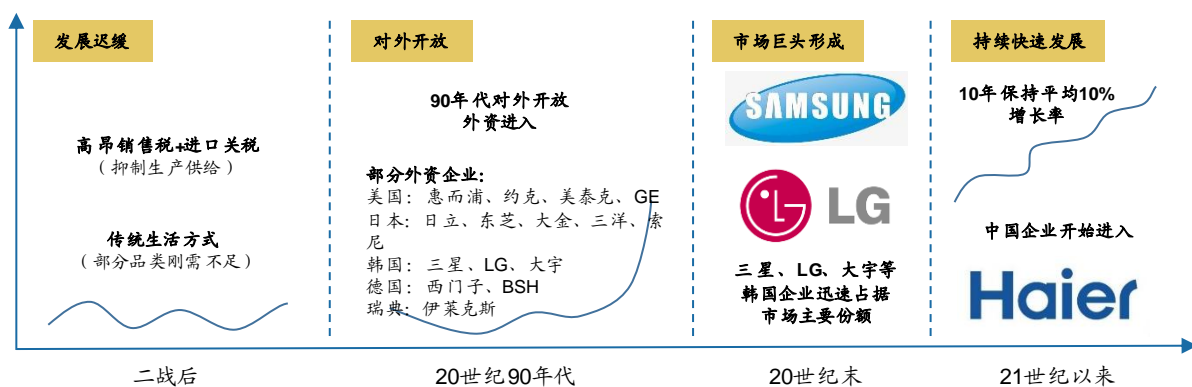 发展迟缓
高昂销售税+进口关税
（抑制生产供给）
传统生活方式
（部分品类刚需不足）
二战后
对外开放
90年代对外开放
外资进入
部分外资企业：
美国：惠而浦、约克、美泰克、GE
日本：日立、东芝、大金、三洋、索
尼
韩国：三星、LG、大宇
德国：西门子、BSH
瑞典：伊莱克斯
20世纪90年代
市场巨头形成
SAMSUNG
LG
三星、LG、大宇等
韩国企业迅速占据
市场主要份额
20世纪末
持续快速发展
10年保持平均10%
增长率
中国企业开始进入
Haier
21世纪以来